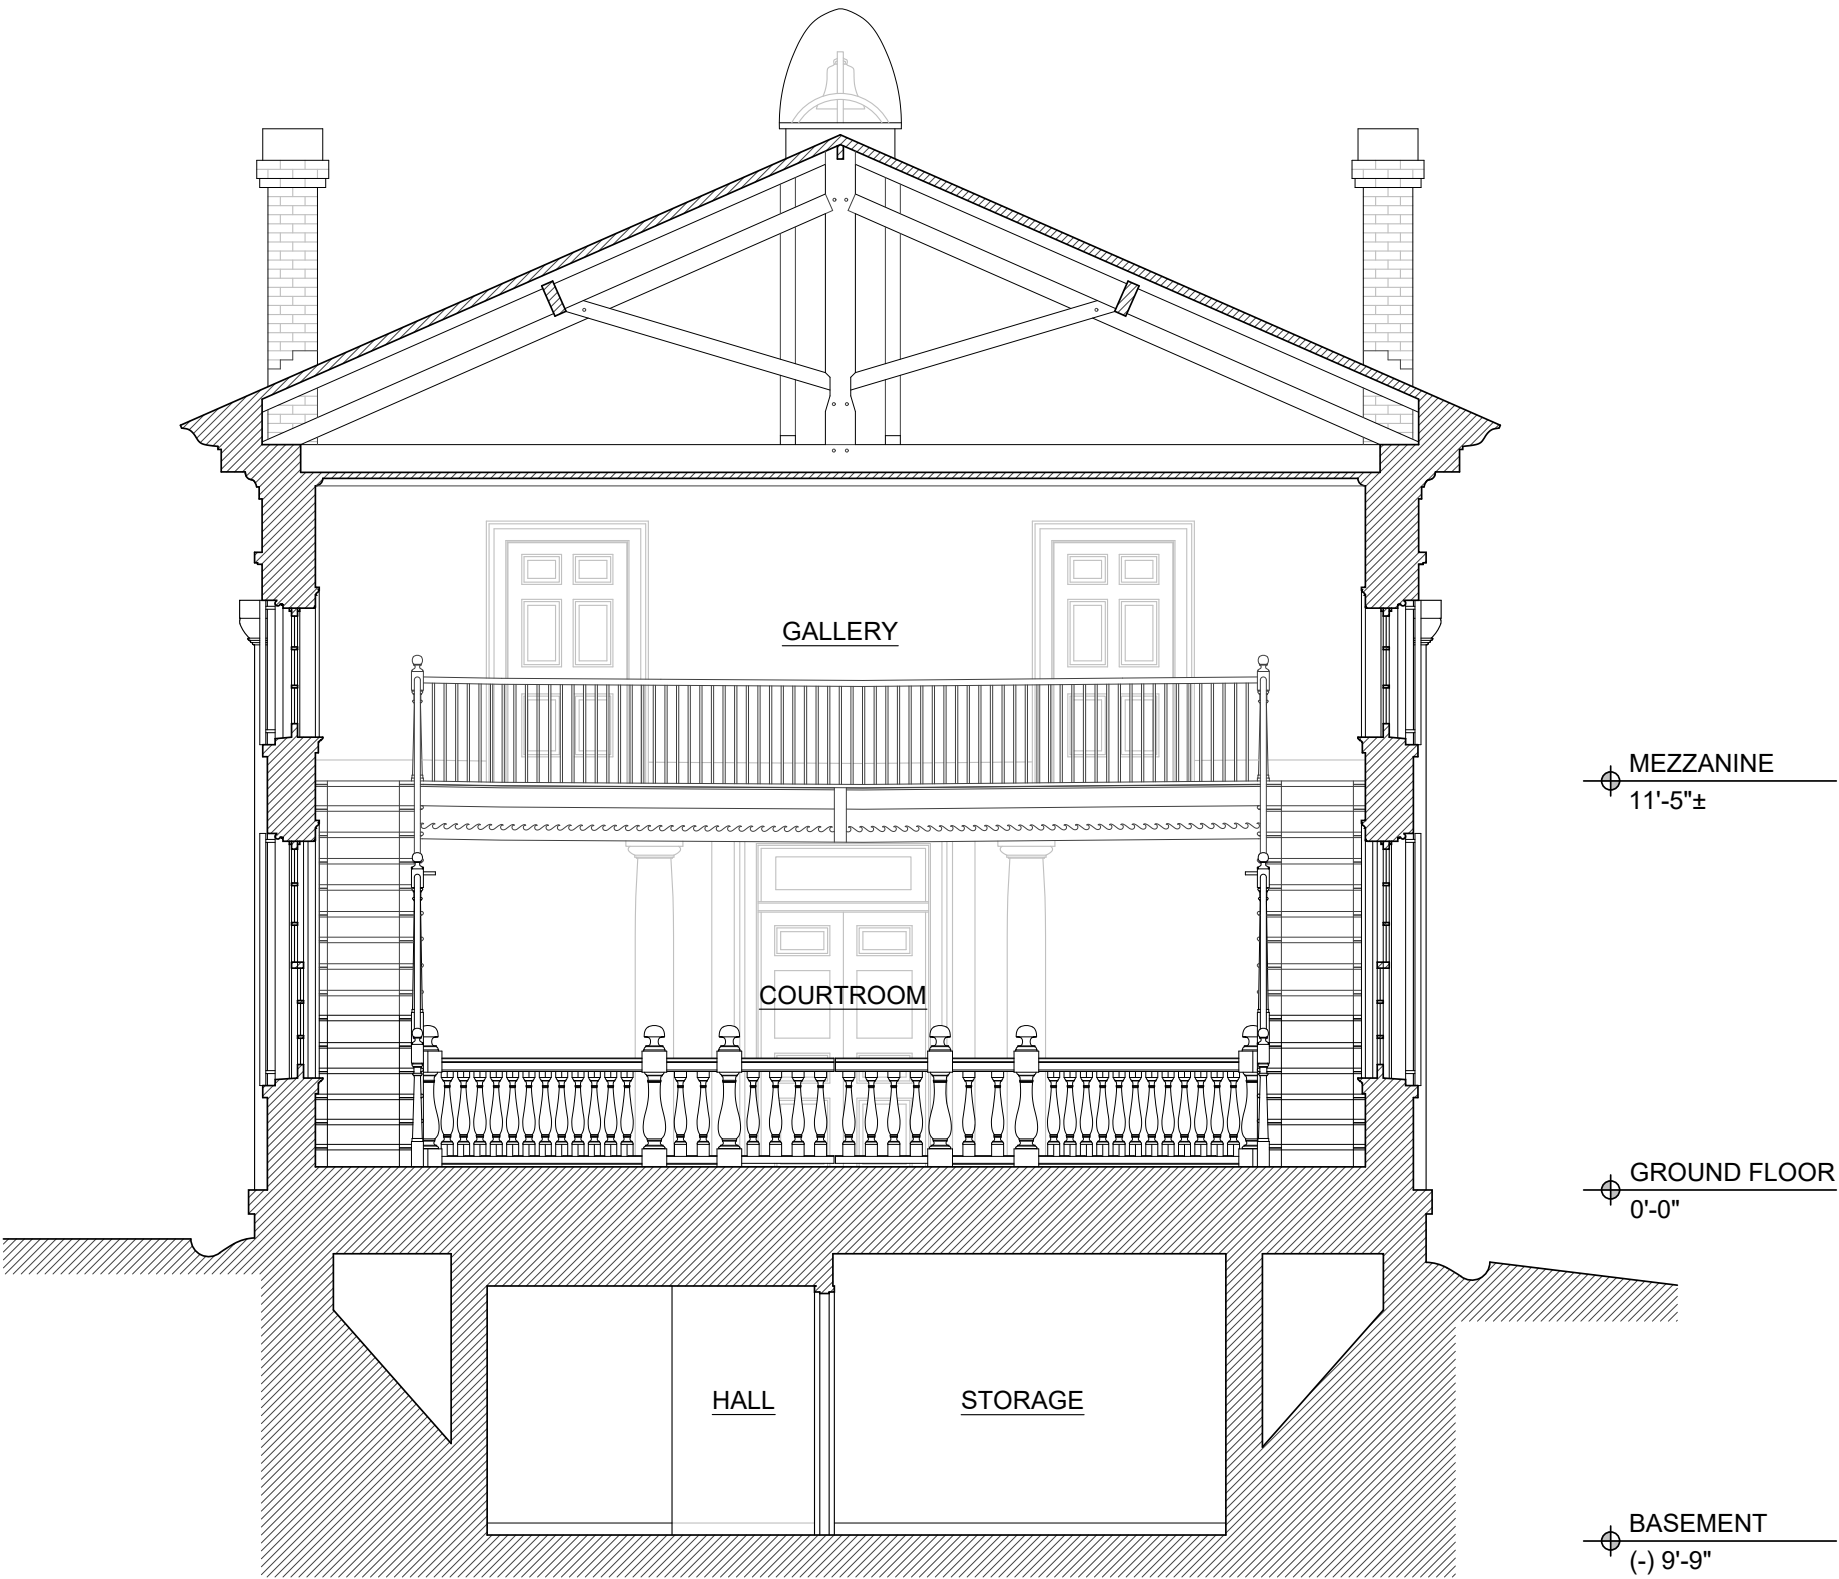 GALLERY
MEZZANINE
11'-5"±
COURTROOM
GROUND FLOOR
0'-0"
HALL
STORAGE
BASEMENT
(-) 9'-9"